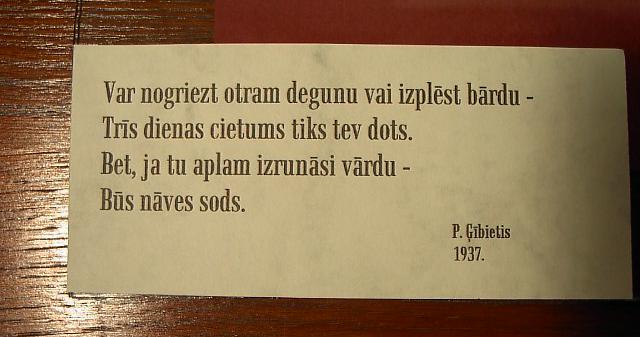 Var nogriezt otram degunu vai izplēst bārdu -
Trīs dienas cietums tiks tev dots.
Bet, ja tu aplam izrunāsi vārdu -
Būs nāves sods.
P. Ģībietis
1937.